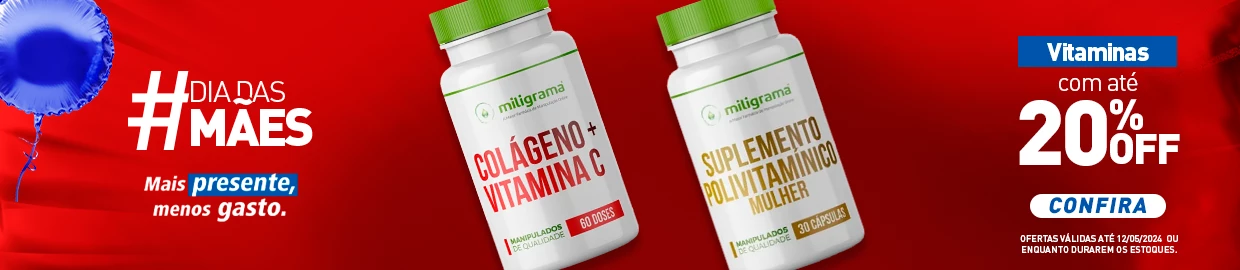 #DIA DAS
MÃES
Mais presente,
menos gasto.
miligrama
COLÁGENO +
VITAMINA C
60 DOSES
MANIPULADOS
DE QUALIDADE
miligrama
SUPLEMENTO
POLIVITAMÍNICO
MULHER
30 CAPSULAS
MANIPULADOS
DE QUALIDADE
Vitaminas
com até
20% OFF
CONFIRA
OFERTAS VÁLIDAS ATÉ 12/05/2024 OU
ENQUANTO DURAREM OS ESTOQUES.